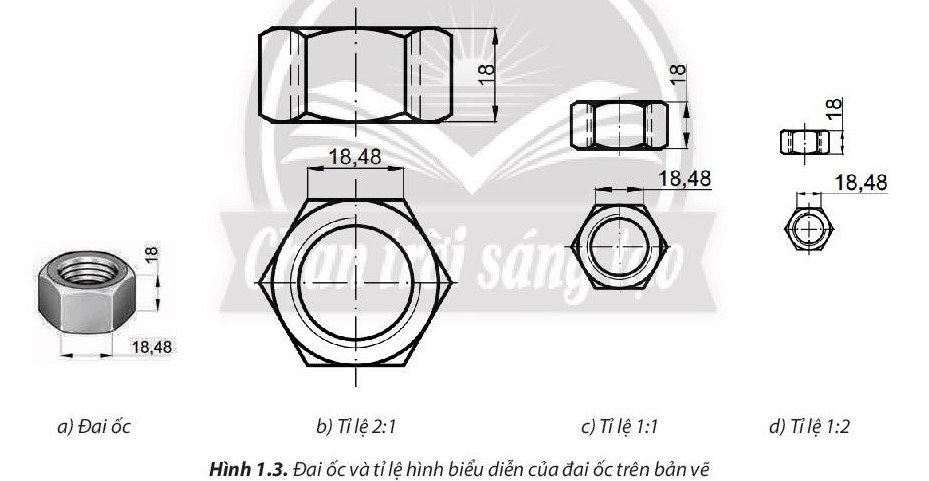 18
18
18
18,48
18,48
18,48
Chân trời sáng tạo
18
18,48
a) Đai ốc
b) Tỉ lệ 2:1
c) Tỉ lệ 1:1
d) Tỉ lệ 1:2
Hình 1.3. Đai ốc và tỉ lệ hình biểu diễn của đai ốc trên bản vẽ